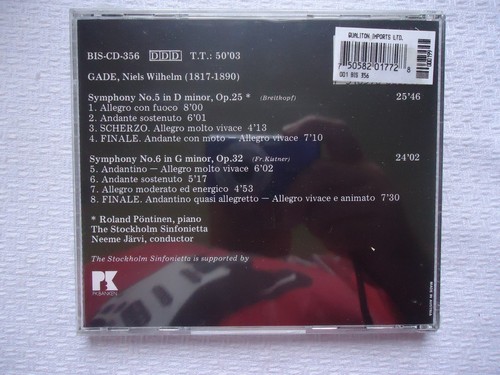 BIS-CD-356 DDD T.T.: 50'03
QUALITON IMPORTS LTD.
7 50582 01772 8
001 BIS 356
GADE, Niels Wilhelm (1817-1890)
Symphony No.5 in D minor, Op.25 * (Breitkopf) 25'46
1. Allegro con fuoco 8'00
2. Andante sostenuto 6'01
3. SCHERZO. Allegro molto vivace 4'13
4. FINALE. Andante con moto — Allegro vivace 7'10
Symphony No.6 in G minor, Op.32 (Fr.Kistner) 24'02
5. Andantino — Allegro molto vivace 6'02
6. Andante sostenuto 5'17
7. Allegro moderato ed energico 4'53
8. FINALE. Andantino quasi allegretto — Allegro vivace e animato 7'30
* Roland Pöntinen, piano
The Stockholm Sinfonietta
Neeme Järvi, conductor
The Stockholm Sinfonietta is supported by
PK
PKBANKEN